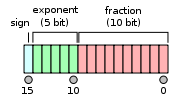 exponent fraction
sign (5 bit) (10 bit)
15 10 0